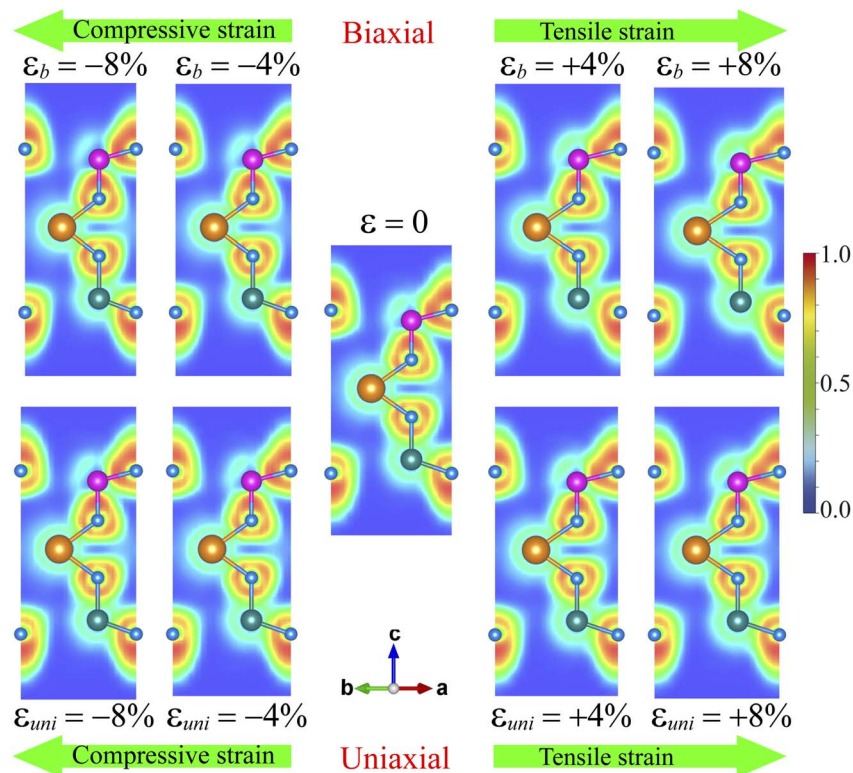 Compressive strain Biaxial Tensile strain
εb = −8% εb = −4% εb = +4% εb = +8%
ε = 0
1.0
0.5
0.0
c
b a
εuni = −8% εuni = −4% εuni = +4% εuni = +8%
Compressive strain Uniaxial Tensile strain